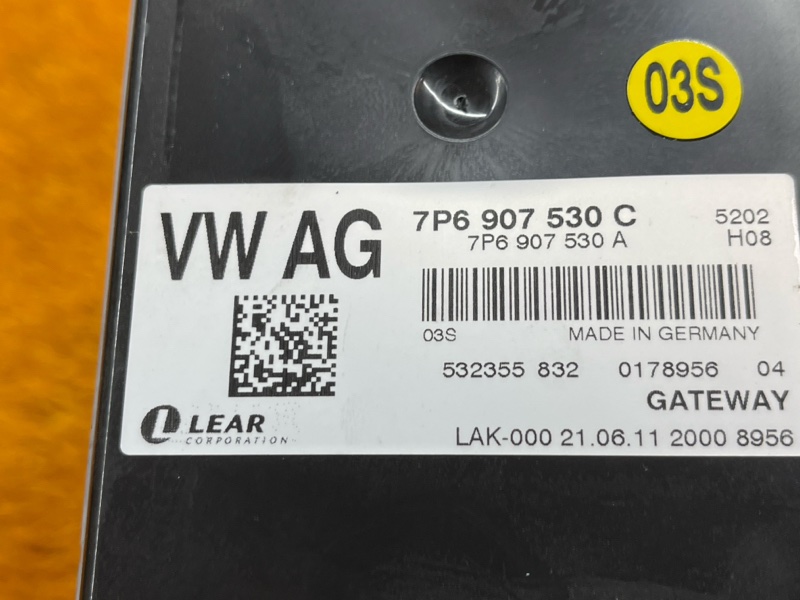 03S
VW AG
7P6 907 530 C
5202
7P6 907 530 A
H08
03S
MADE IN GERMANY
532355 832
0178956
04
GATEWAY
LEAR
CORPORATION
LAK-000 21.06.11 2000 8956